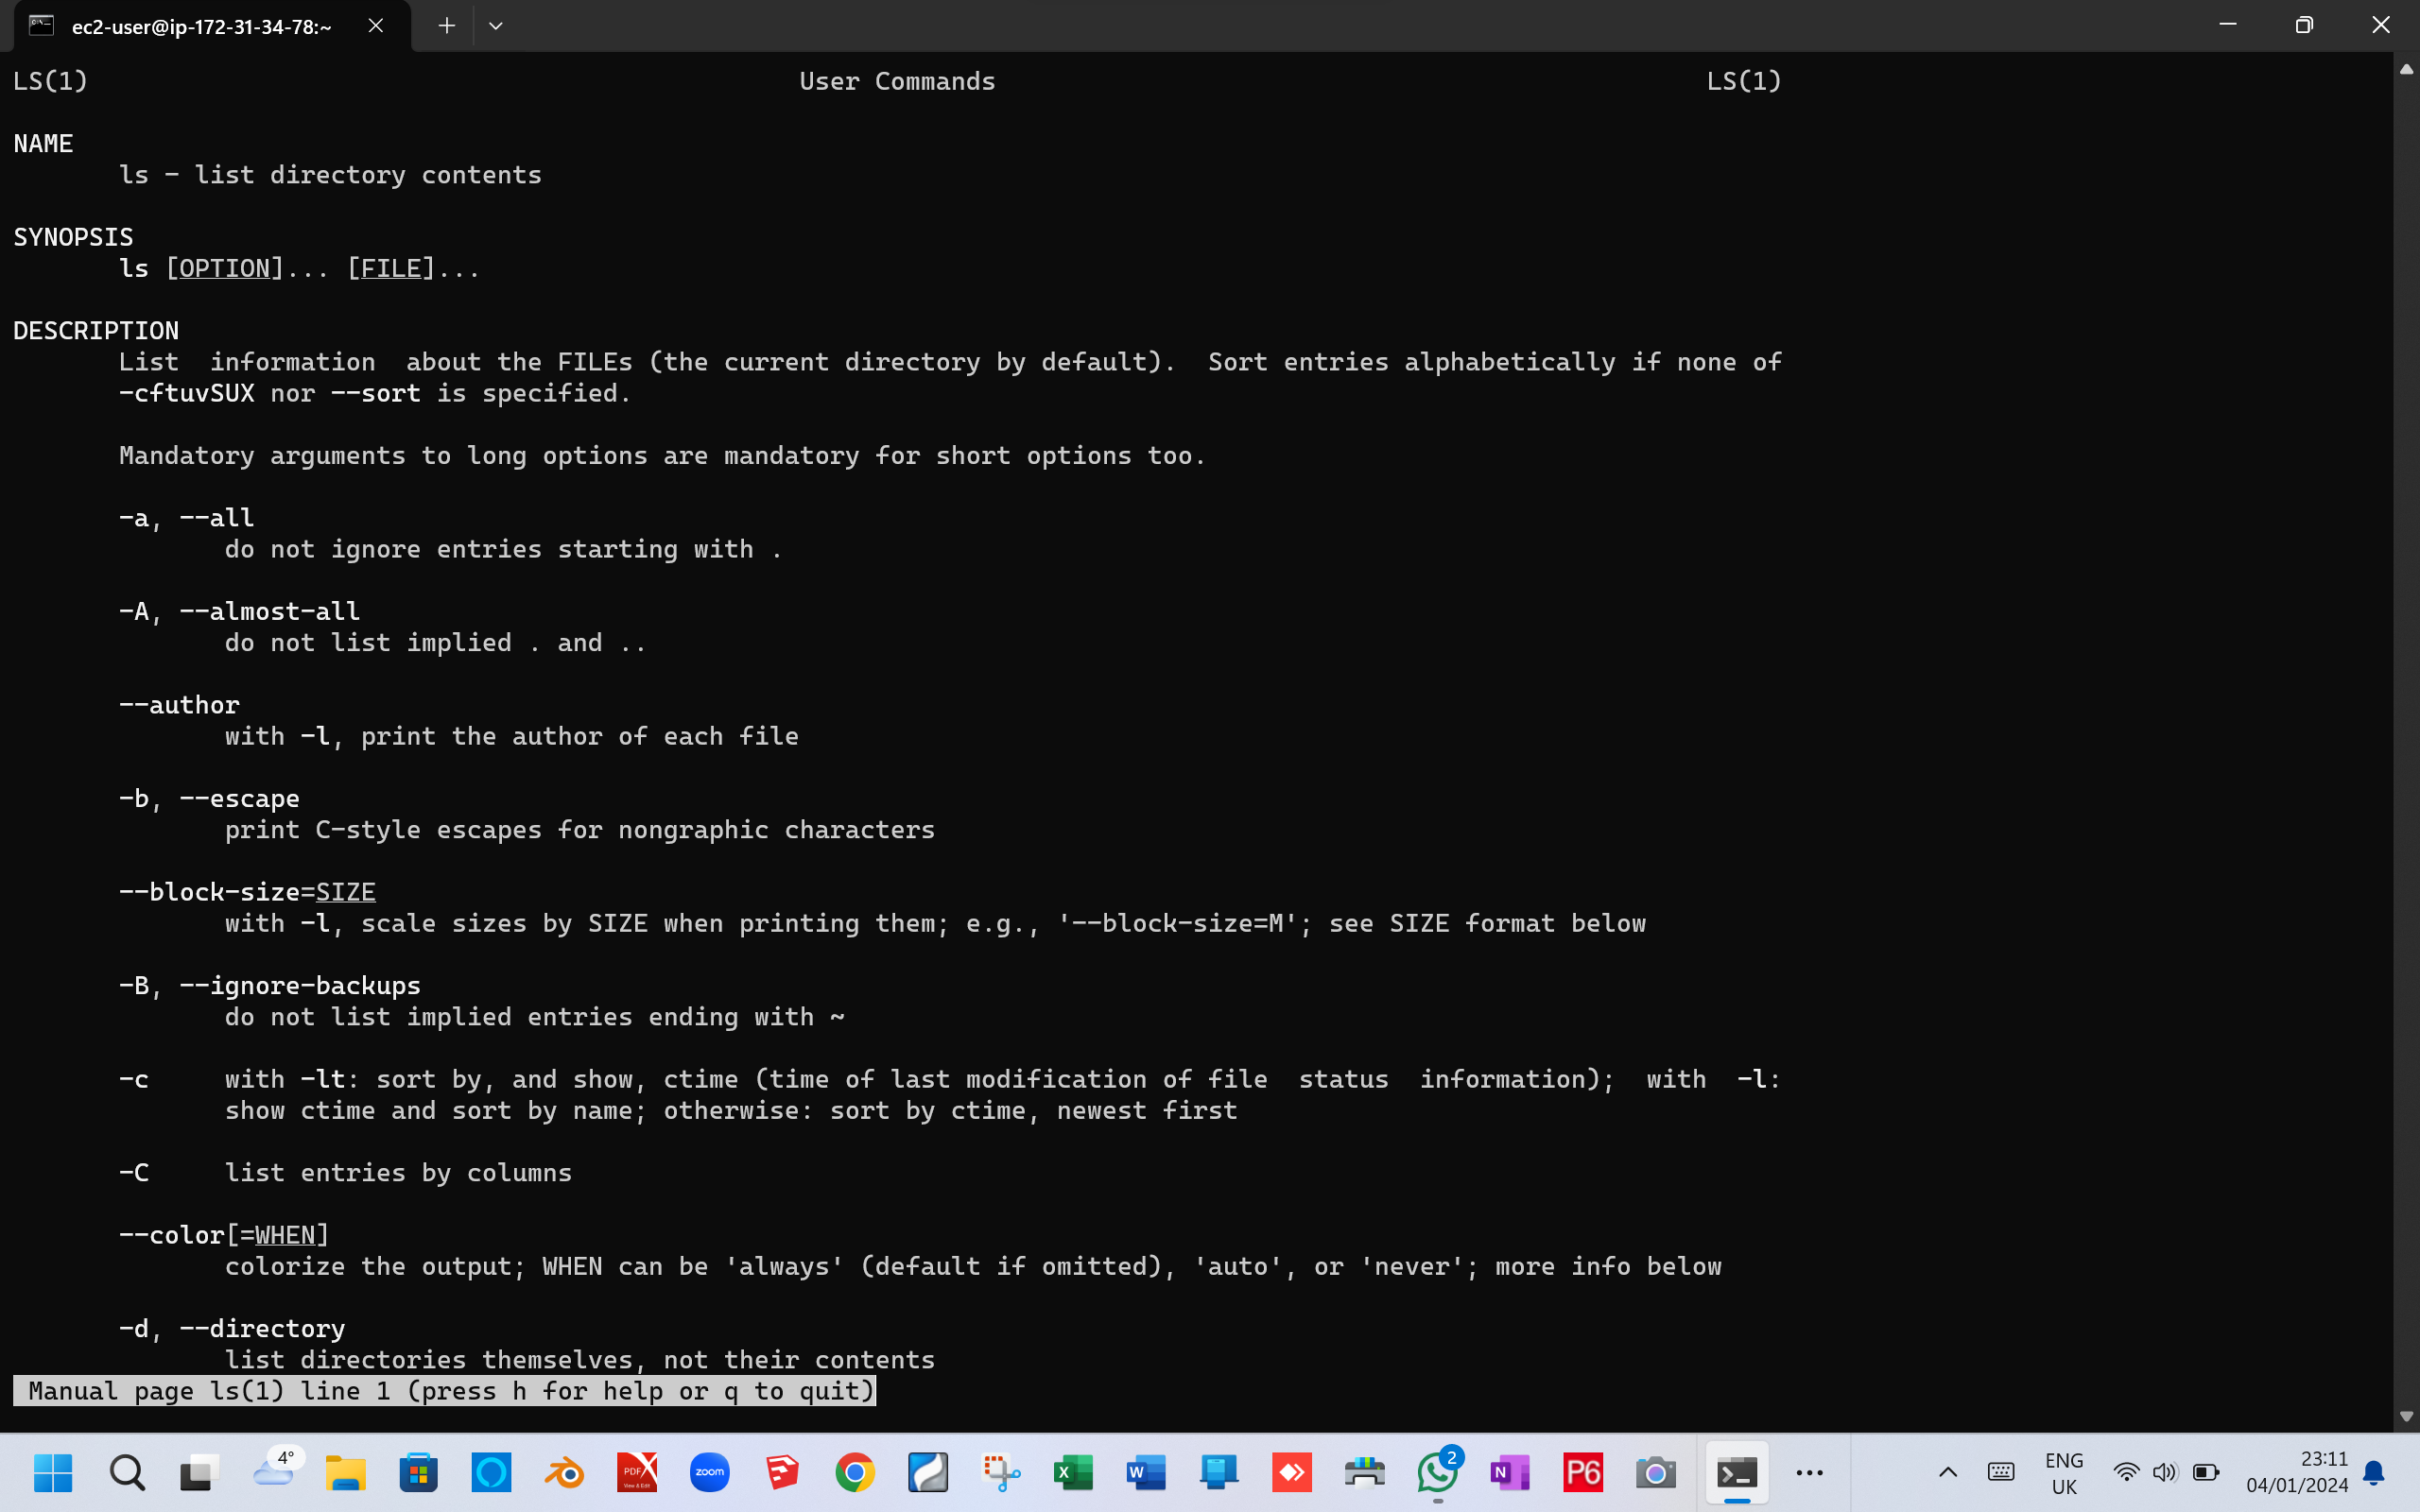 ec2-user@ip-172-31-34-78:~
LS(1) User Commands LS(1)
NAME
ls - list directory contents
SYNOPSIS
ls [OPTION]... [FILE]...
DESCRIPTION
List information about the FILEs (the current directory by default). Sort entries alphabetically if none of
-cftuvSUX nor --sort is specified.
Mandatory arguments to long options are mandatory for short options too.
-a, --all
do not ignore entries starting with .
-A, --almost-all
do not list implied . and ..
--author
with -l, print the author of each file
-b, --escape
print C-style escapes for nongraphic characters
--block-size=SIZE
with -l, scale sizes by SIZE when printing them; e.g., '--block-size=M'; see SIZE format below
-B, --ignore-backups
do not list implied entries ending with ~
-c with -lt: sort by, and show, ctime (time of last modification of file status information); with -l:
show ctime and sort by name; otherwise: sort by ctime, newest first
-C list entries by columns
--color[=WHEN]
colorize the output; WHEN can be 'always' (default if omitted), 'auto', or 'never'; more info below
-d, --directory
list directories themselves, not their contents
Manual page ls(1) line 1 (press h for help or q to quit)
4° PDF zoom X W 2 N P6 ENG 23:11
UK 04/01/2024